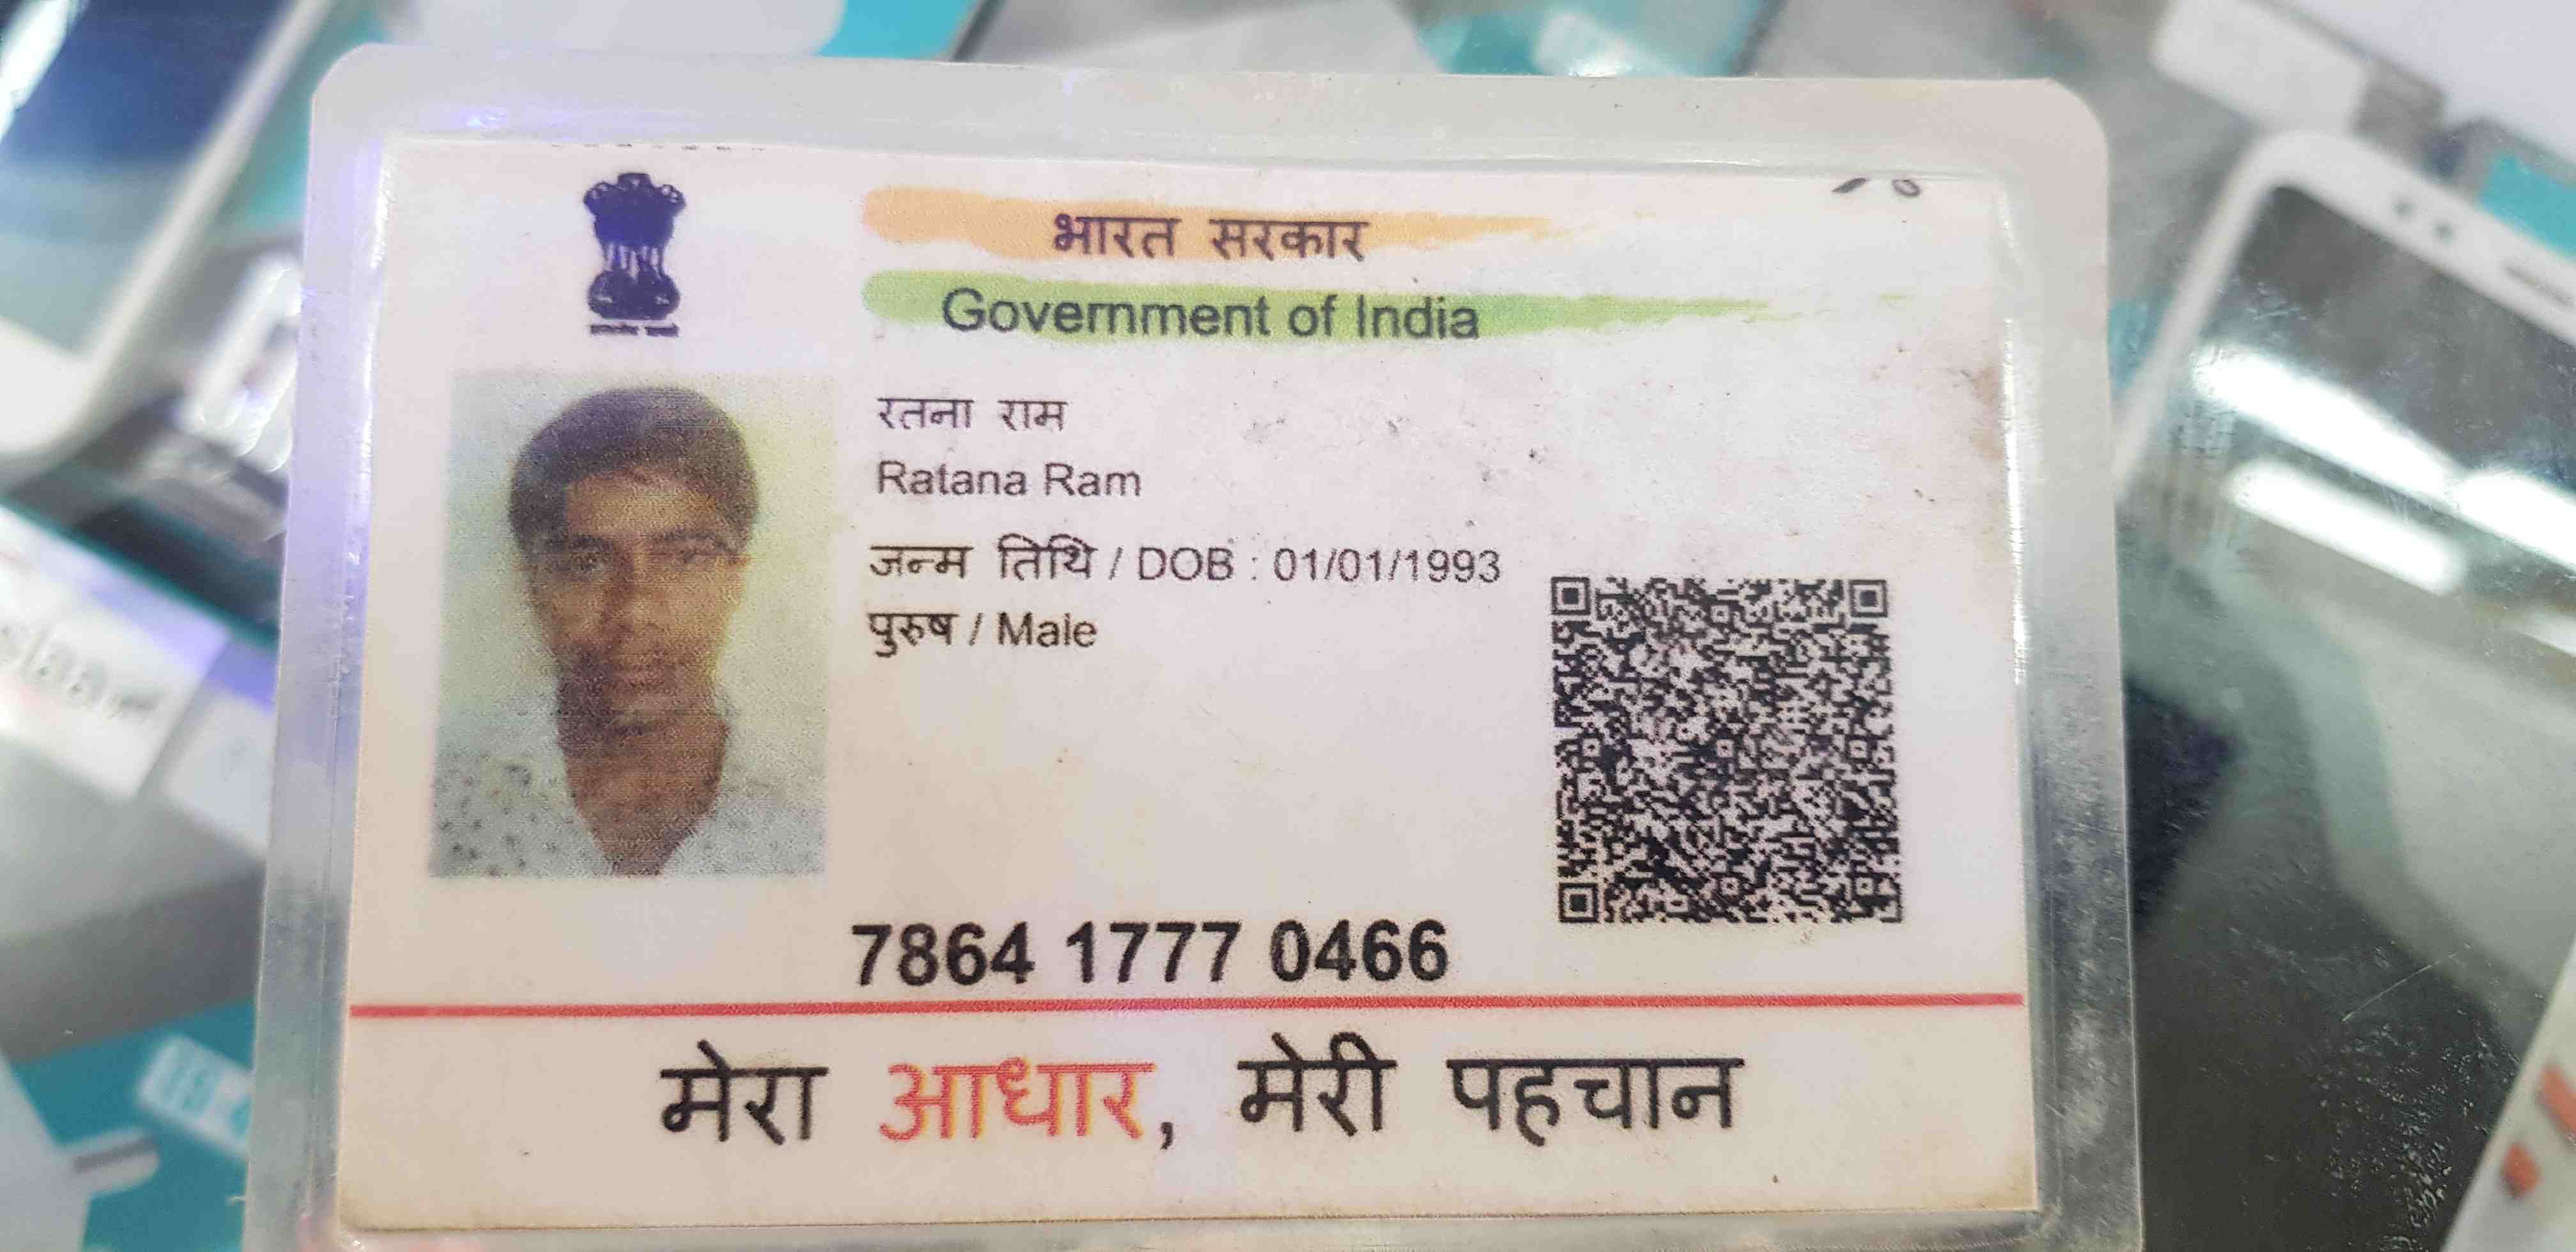 भारत सरकार
Government of India
रतना राम
Ratana Ram
जन्म तिथि / DOB : 01/01/1993
पुरुष / Male
7864 1777 0466
मेरा आधार, मेरी पहचान